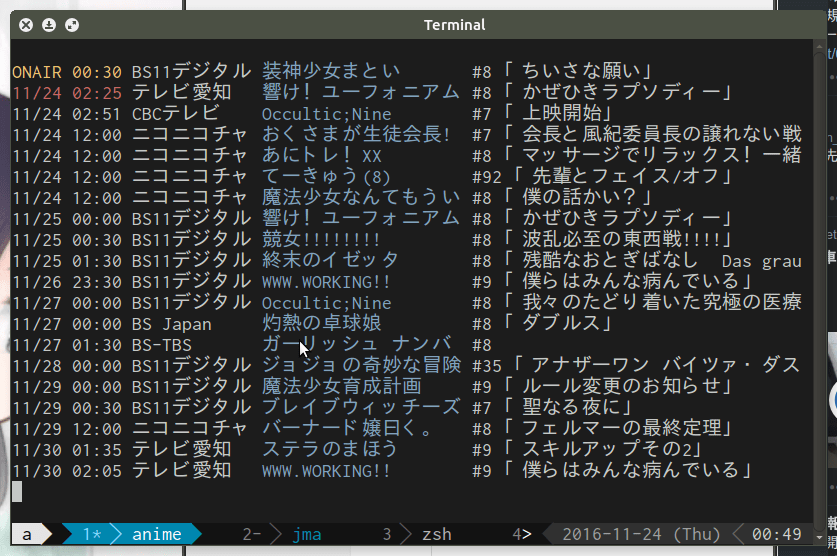 Terminal
ONAIR 00:30 BS11デジタル 装神少女まとい #8 「 ちいさな願い」
11/24 02:25 テレビ愛知 響け! ユーフォニアム #8 「 かぜひきラプソディー」
11/24 02:51 CBCテレビ Occultic;Nine #7 「 上映開始」
11/24 12:00 ニコニコチャ おくさまが生徒会長! #7 「 会長と風紀委員長の譲れない戦
11/24 12:00 ニコニコチャ あにトレ! XX #8 「 マッサージでリラックス! 一緒
11/24 12:00 ニコニコチャ てーきゅう(8) #92 「 先輩とフェイス/オフ」
11/24 12:00 ニコニコチャ 魔法少女なんてもうい #8 「 僕の話かい? 」
11/25 00:00 BS11デジタル 響け! ユーフォニアム #8 「 かぜひきラプソディー」
11/25 00:30 BS11デジタル 競女!!!!!!!! #8 「 波乱必至の東西戦!!!!」
11/25 01:30 BS11デジタル 終末のイゼッタ #8 「 残酷なおとぎばなし Das grau
11/26 23:30 BS11デジタル WWW.WORKING!! #9 「 僕らはみんな病んでいる」
11/27 00:00 BS11デジタル Occultic;Nine #8 「 我々のたどり着いた究極の医療
11/27 00:00 BS Japan 灼熱の卓球娘 #8 「 ダブルス」
11/27 01:30 BS-TBS ガーリッシュ ナンバ #8
11/28 00:00 BS11デジタル ジョジョの奇妙な冒険 #35 「 アナザーワン バイツァ・ダス
11/29 00:00 BS11デジタル 魔法少女育成計画 #9 「 ルール変更のお知らせ」
11/29 00:30 BS11デジタル ブレイブウィッチーズ #7 「 聖なる夜に」
11/29 12:00 ニコニコチャ バーナード嬢曰く。 #8 「 フェルマーの最終定理」
11/30 01:35 テレビ愛知 ステラのまほう #9 「 スキルアップその2」
11/30 02:05 テレビ愛知 WWW.WORKING!! #9 「 僕らはみんな病んでいる」
a 1* anime 2- jma 3 zsh 4> 2016-11-24 (Thu) 00:49